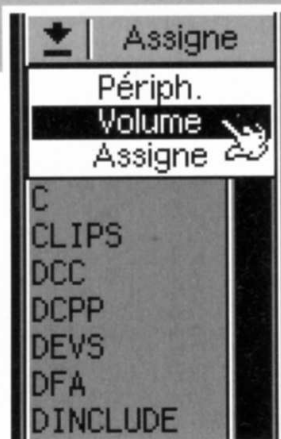 Assigne
Périph.
Volume
Assigne
C
CLIPS
DCC
DCPP
DEVS
DFA
DINCLUDE